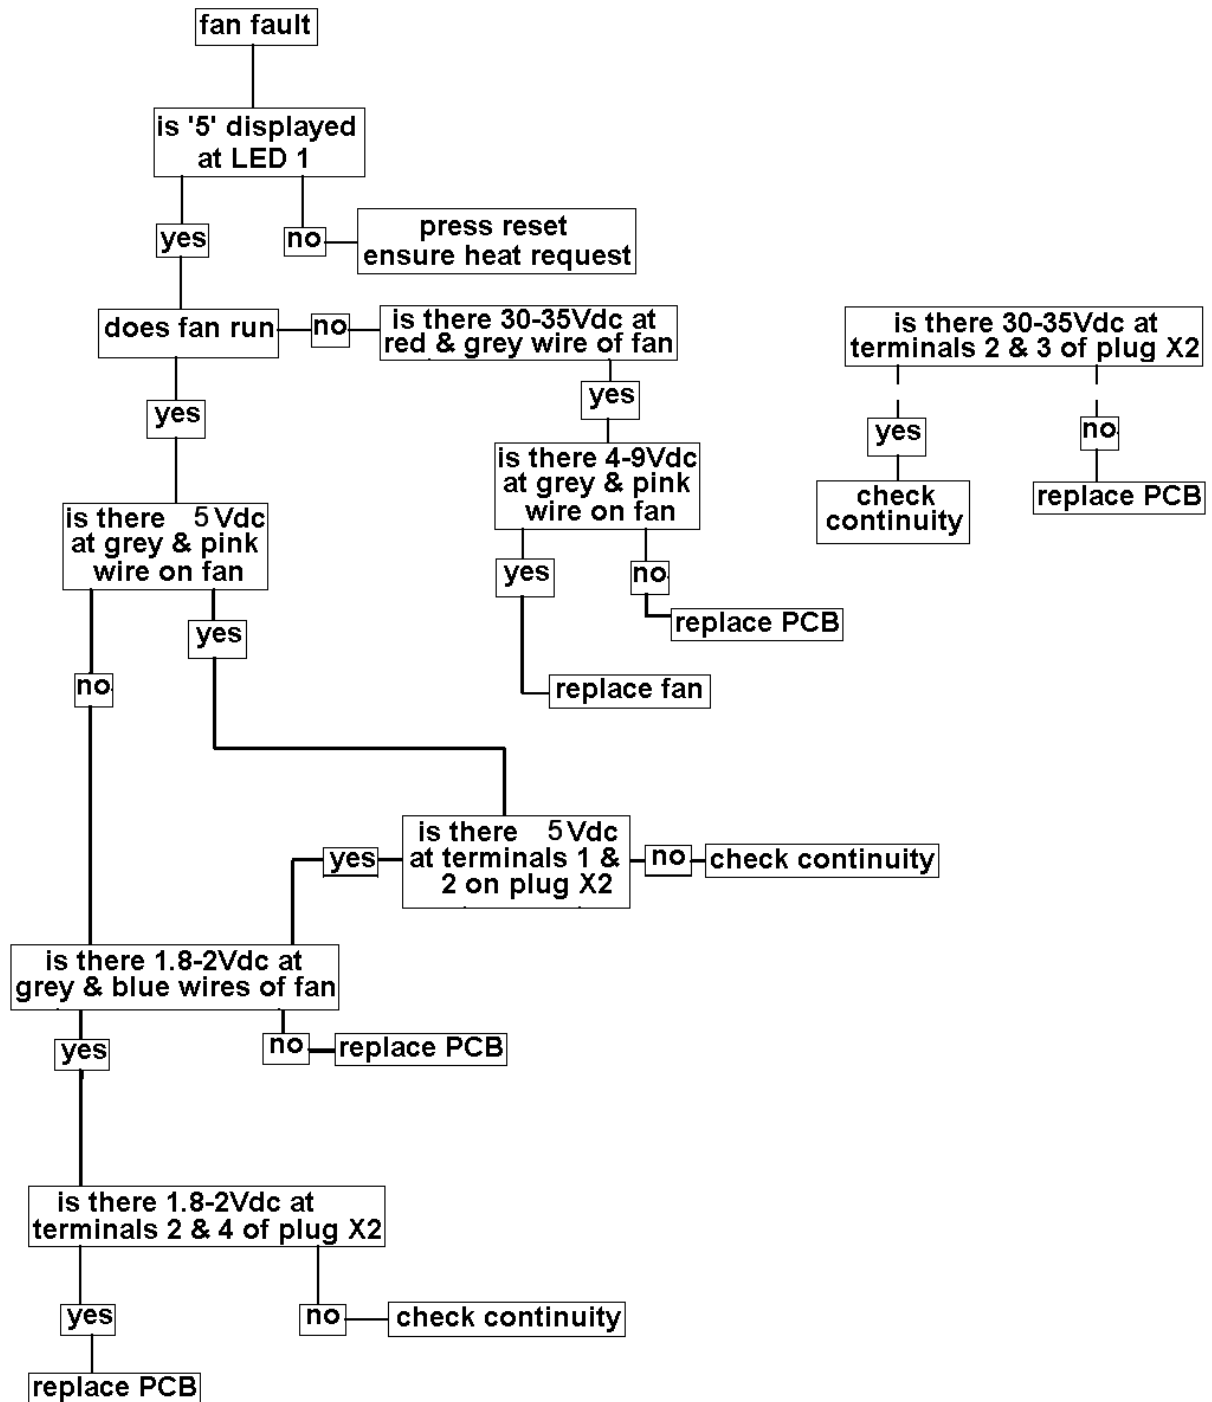 fan fault
is '5' displayed
at LED 1
yes
no
press reset
ensure heat request
does fan run
no
is there 30-35Vdc at
red & grey wire of fan
is there 30-35Vdc at
terminals 2 & 3 of plug X2
yes
yes
yes
no
is there 4-9Vdc
at grey & pink
wire on fan
check
continuity
replace PCB
is there 5 Vdc
at grey & pink
wire on fan
yes
no
replace PCB
yes
no
replace fan
is there 5 Vdc
at terminals 1 &
2 on plug X2
yes
no
check continuity
is there 1.8-2Vdc at
grey & blue wires of fan
yes
no
replace PCB
is there 1.8-2Vdc at
terminals 2 & 4 of plug X2
yes
no
check continuity
replace PCB